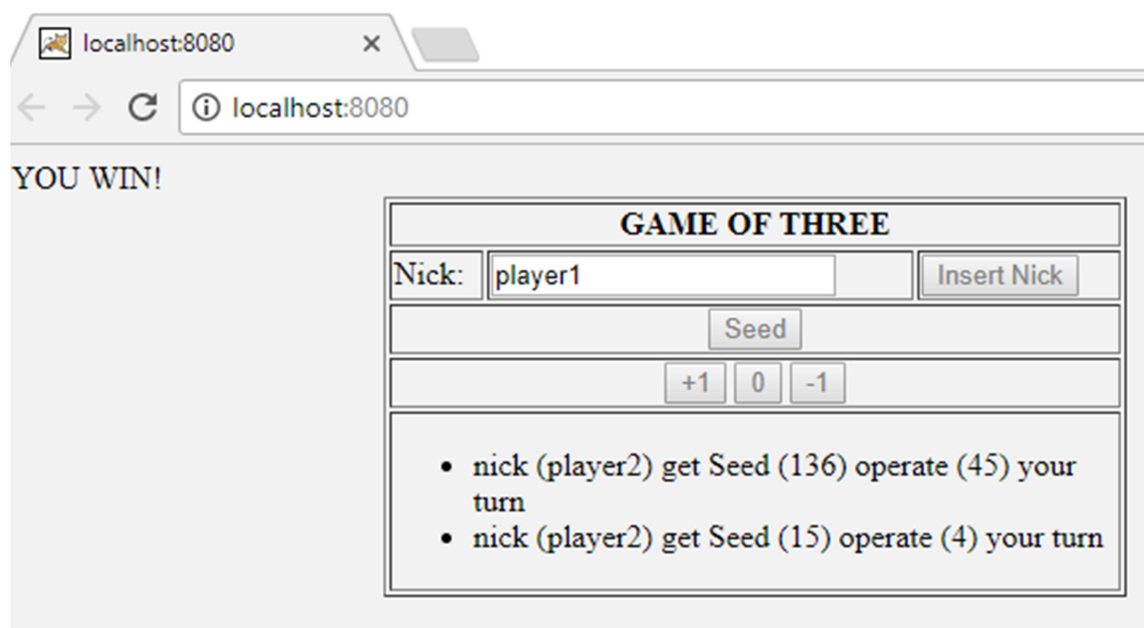 localhost:8080
localhost:8080
YOU WIN!
GAME OF THREE
Nick: player1 Insert Nick
Seed
+1 0 -1
nick (player2) get Seed (136) operate (45) your
turn
nick (player2) get Seed (15) operate (4) your turn